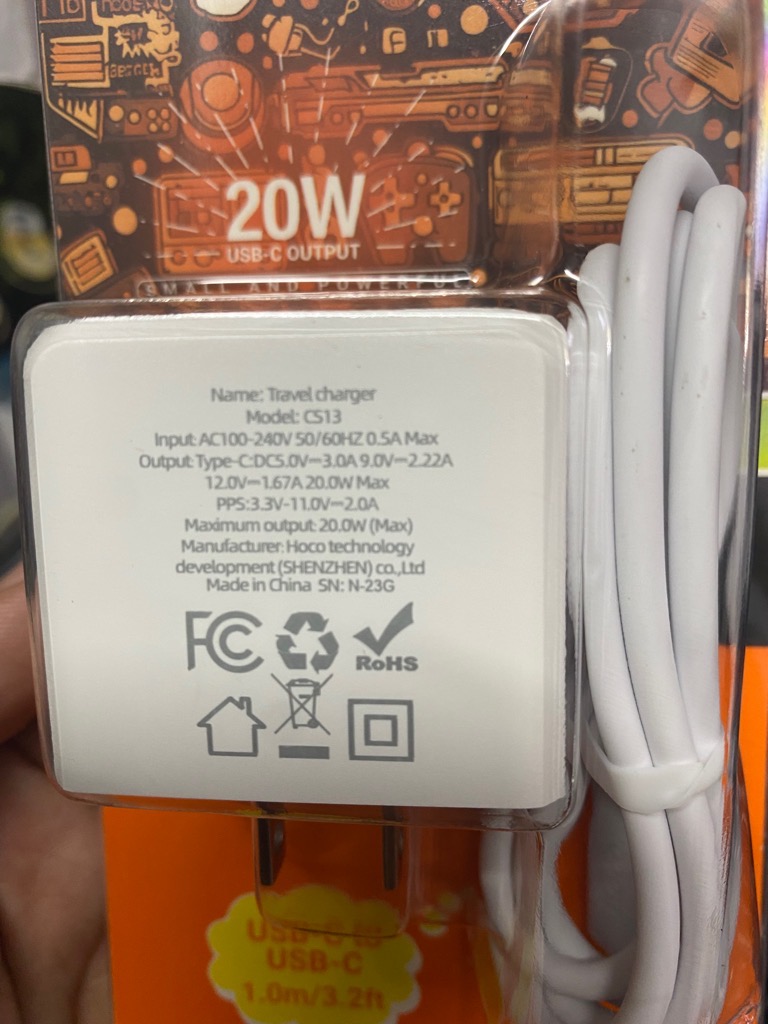 20W
USB-C OUTPUT
SMALL AND POWERFUL
Name: Travel charger
Model: CS13
Input: AC100-240V 50/60HZ 0.5A Max
Output: Type-C:DC5.0V⎓3.0A 9.0V⎓2.22A
12.0V⎓1.67A 20.0W Max
PPS:3.3V-11.0V⎓2.0A
Maximum output: 20.0W (Max)
Manufacturer: Hoco technology
development (SHENZHEN) co.,Ltd
Made in China SN: N-23G
FC
RoHS
USB-C to
USB-C
1.0m/3.2ft